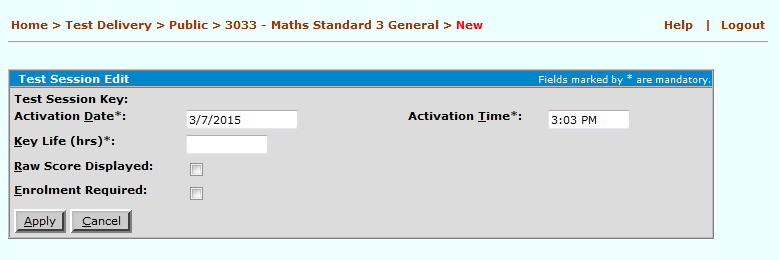 Home > Test Delivery > Public > 3033 - Maths Standard 3 General > New Help | Logout
Test Session Edit Fields marked by * are mandatory.
Test Session Key:
Activation Date*: 3/7/2015 Activation Time*: 3:03 PM
Key Life (hrs)*:
Raw Score Displayed:
Enrolment Required:
Apply Cancel